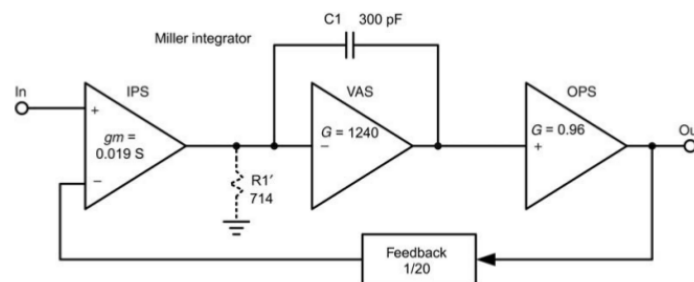 C1 300 pF
Miller integrator
In
IPS
VAS
OPS
Ou
+
gm =
0.019 S
−
G = 1240
−
G = 0.96
+
R1′
714
Feedback
1/20